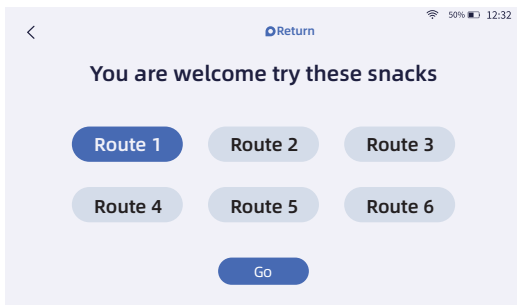 50% 12:32
Return
You are welcome try these snacks
Route 1 Route 2 Route 3
Route 4 Route 5 Route 6
Go